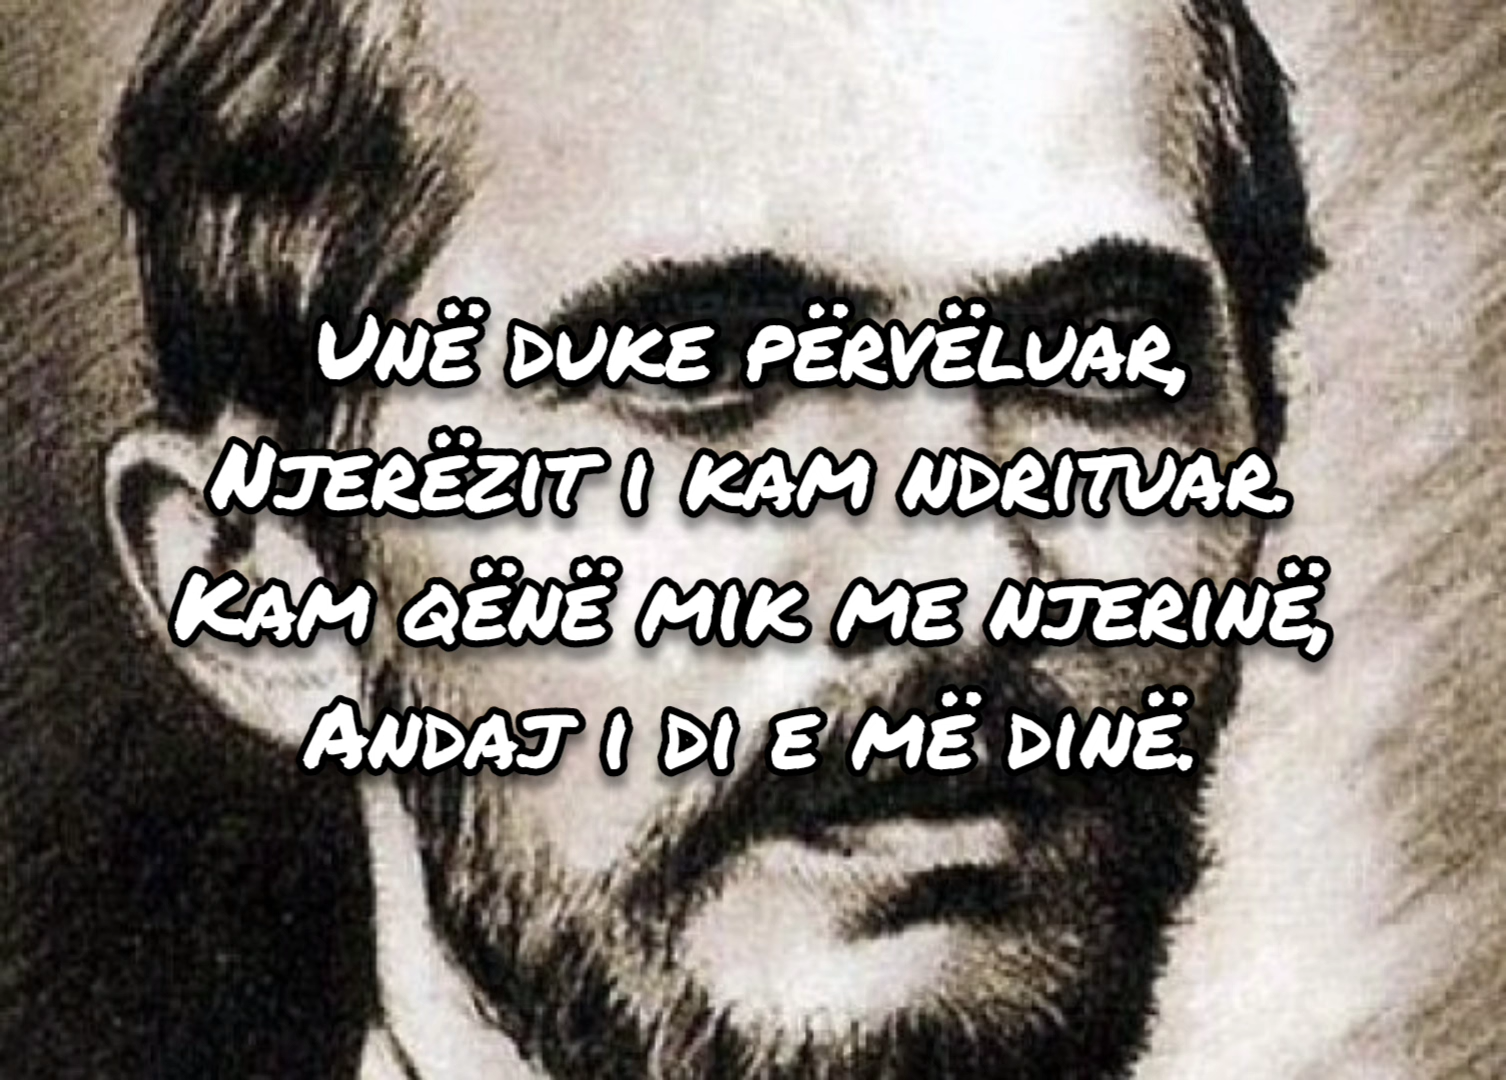 Unë duke përvëluar,
Njerëzit i kam ndrituar.
Kam qënë mik me njerinë,
Andaj i di e më dinë.